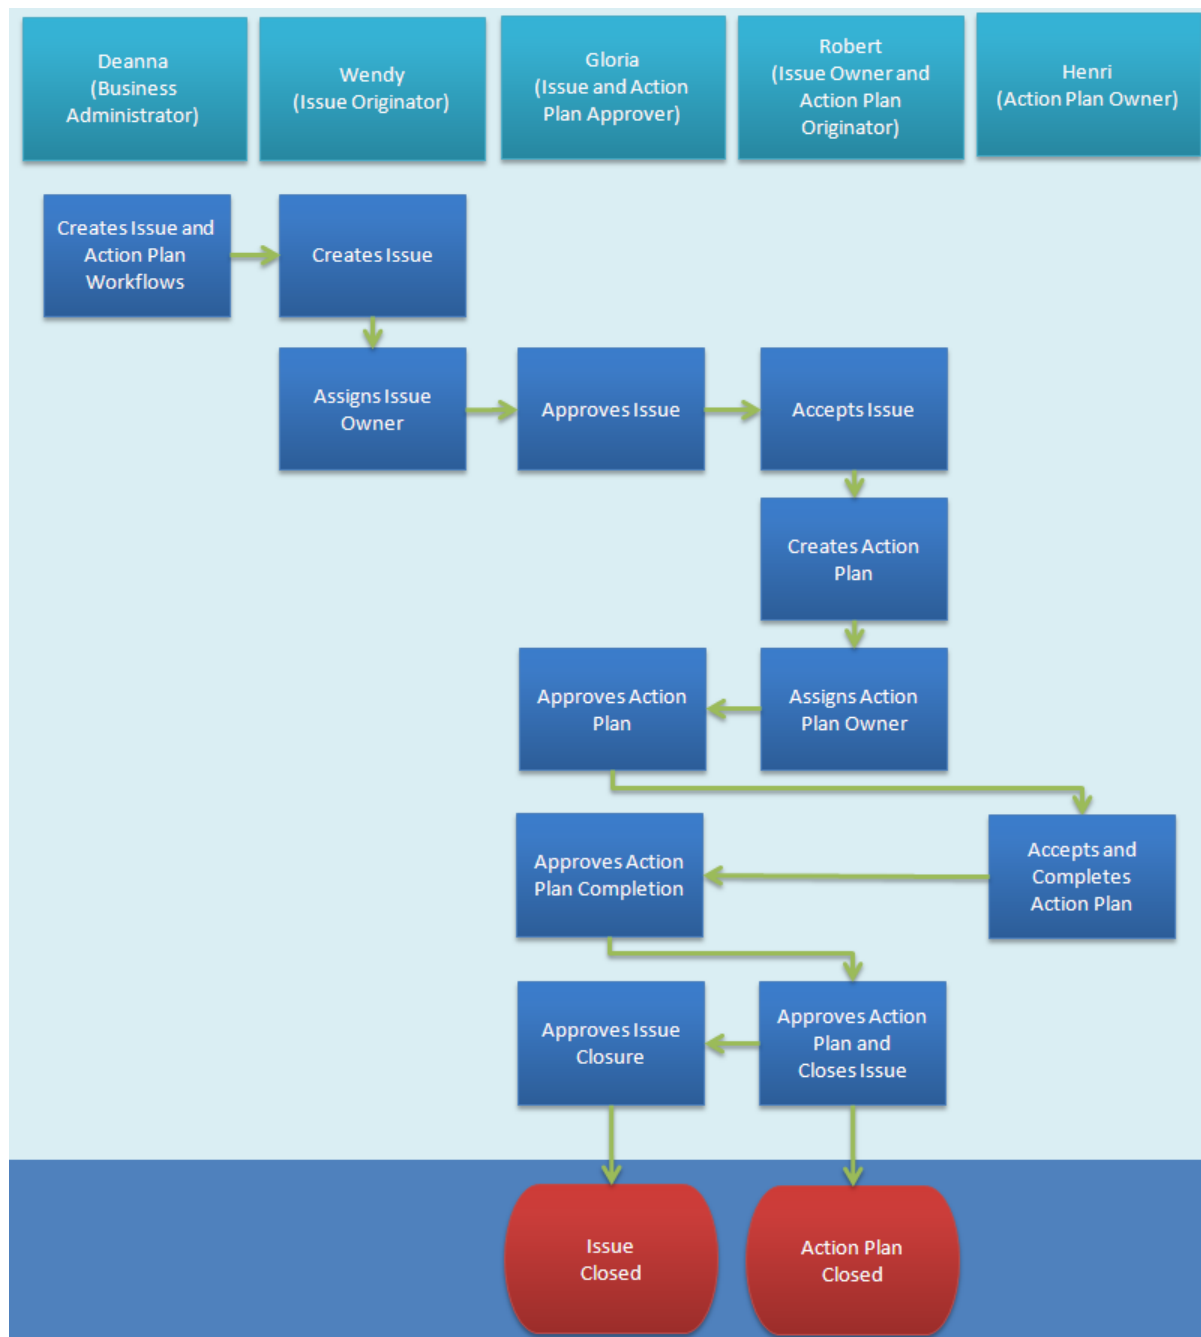 Deanna
(Business
Administrator)
Wendy
(Issue Originator)
Gloria
(Issue and Action
Plan Approver)
Robert
(Issue Owner and
Action Plan
Originator)
Henri
(Action Plan Owner)
Creates Issue and
Action Plan
Workflows
Creates Issue
Assigns Issue
Owner
Approves Issue
Accepts Issue
Creates Action
Plan
Approves Action
Plan
Assigns Action
Plan Owner
Approves Action
Plan Completion
Accepts and
Completes
Action Plan
Approves Issue
Closure
Approves Action
Plan and
Closes Issue
Issue
Closed
Action Plan
Closed